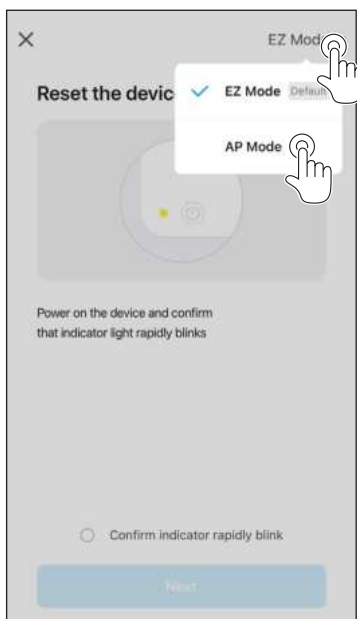 EZ Mod
Reset the devic
EZ Mode Default
AP Mode
Power on the device and confirm
that indicator light rapidly blinks
Confirm indicator rapidly blink
Next